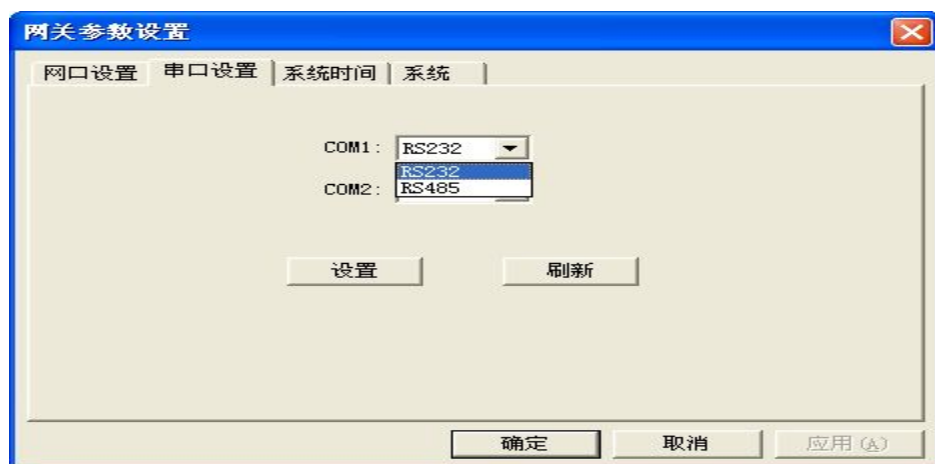 网关参数设置
网口设置 串口设置 系统时间 系统
COM1: RS232
RS232
COM2: RS485
设置 刷新
确定 取消 应用(A)